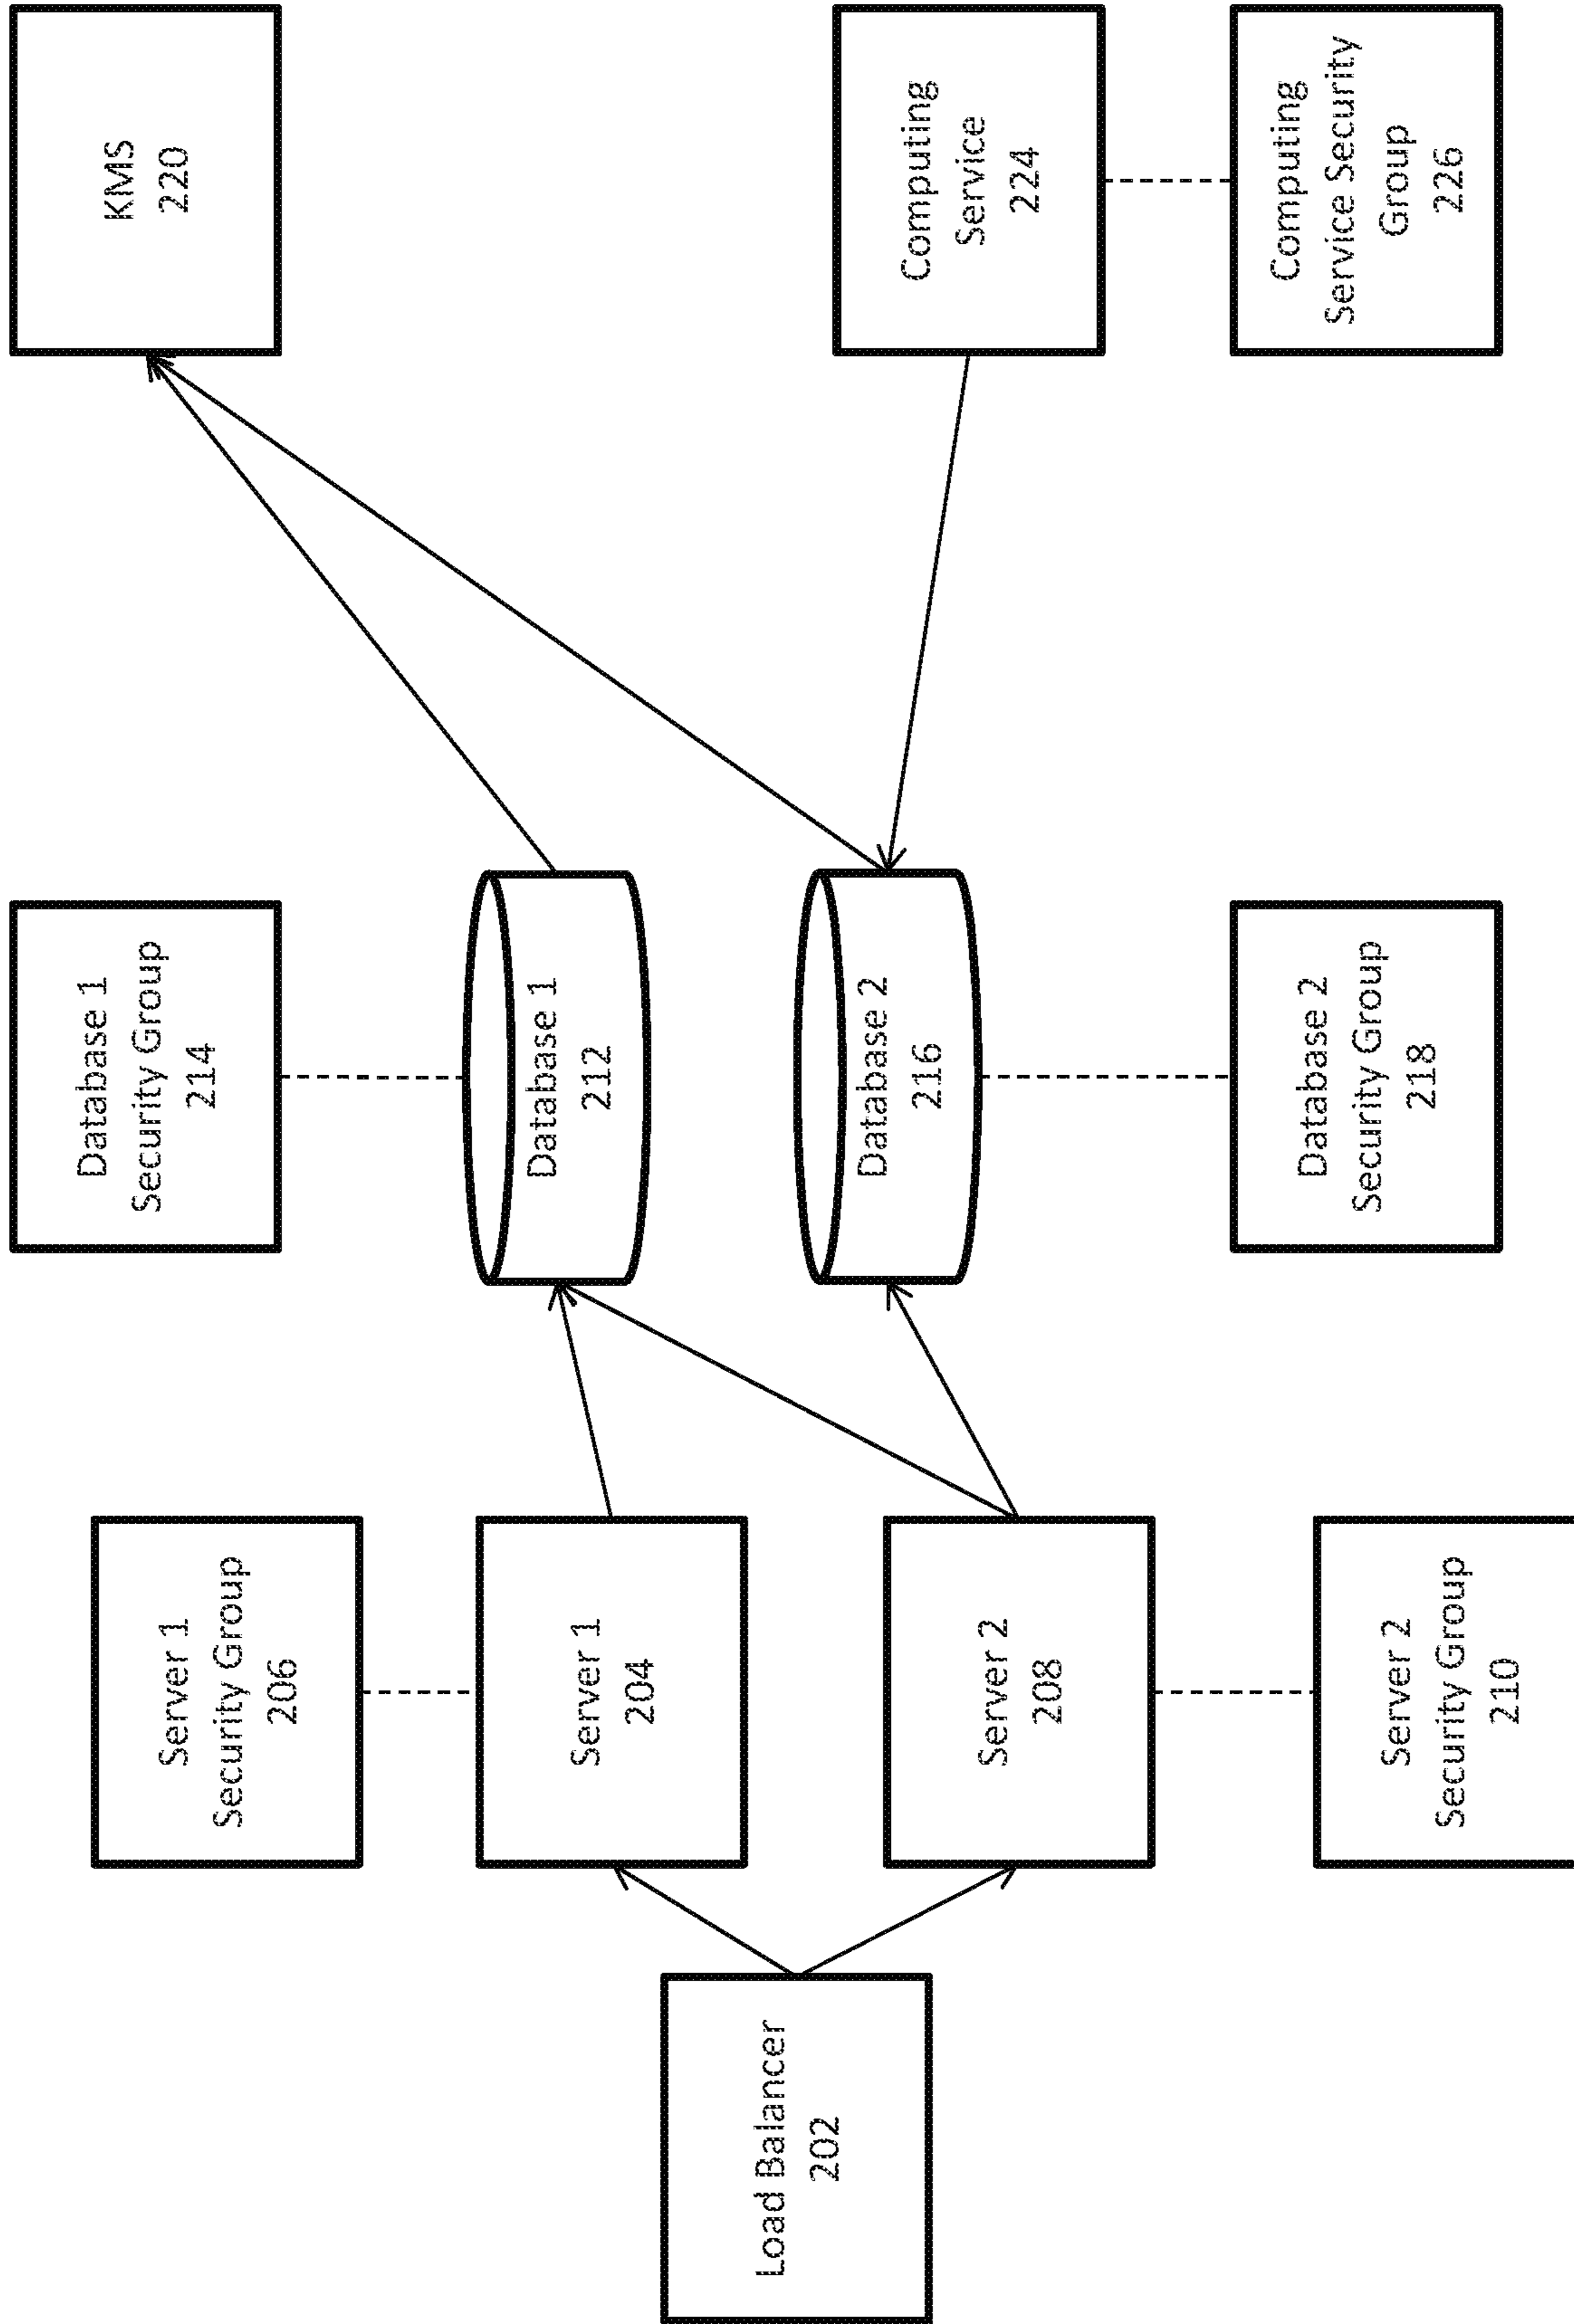 Load Balancer
202
Server 1
Security Group
206
Server 1
204
Server 2
208
Server 2
Security Group
210
Database 1
Security Group
214
Database 1
212
Database 2
216
Database 2
Security Group
218
KMS
220
Computing
Service
224
Computing
Service Security
Group
226